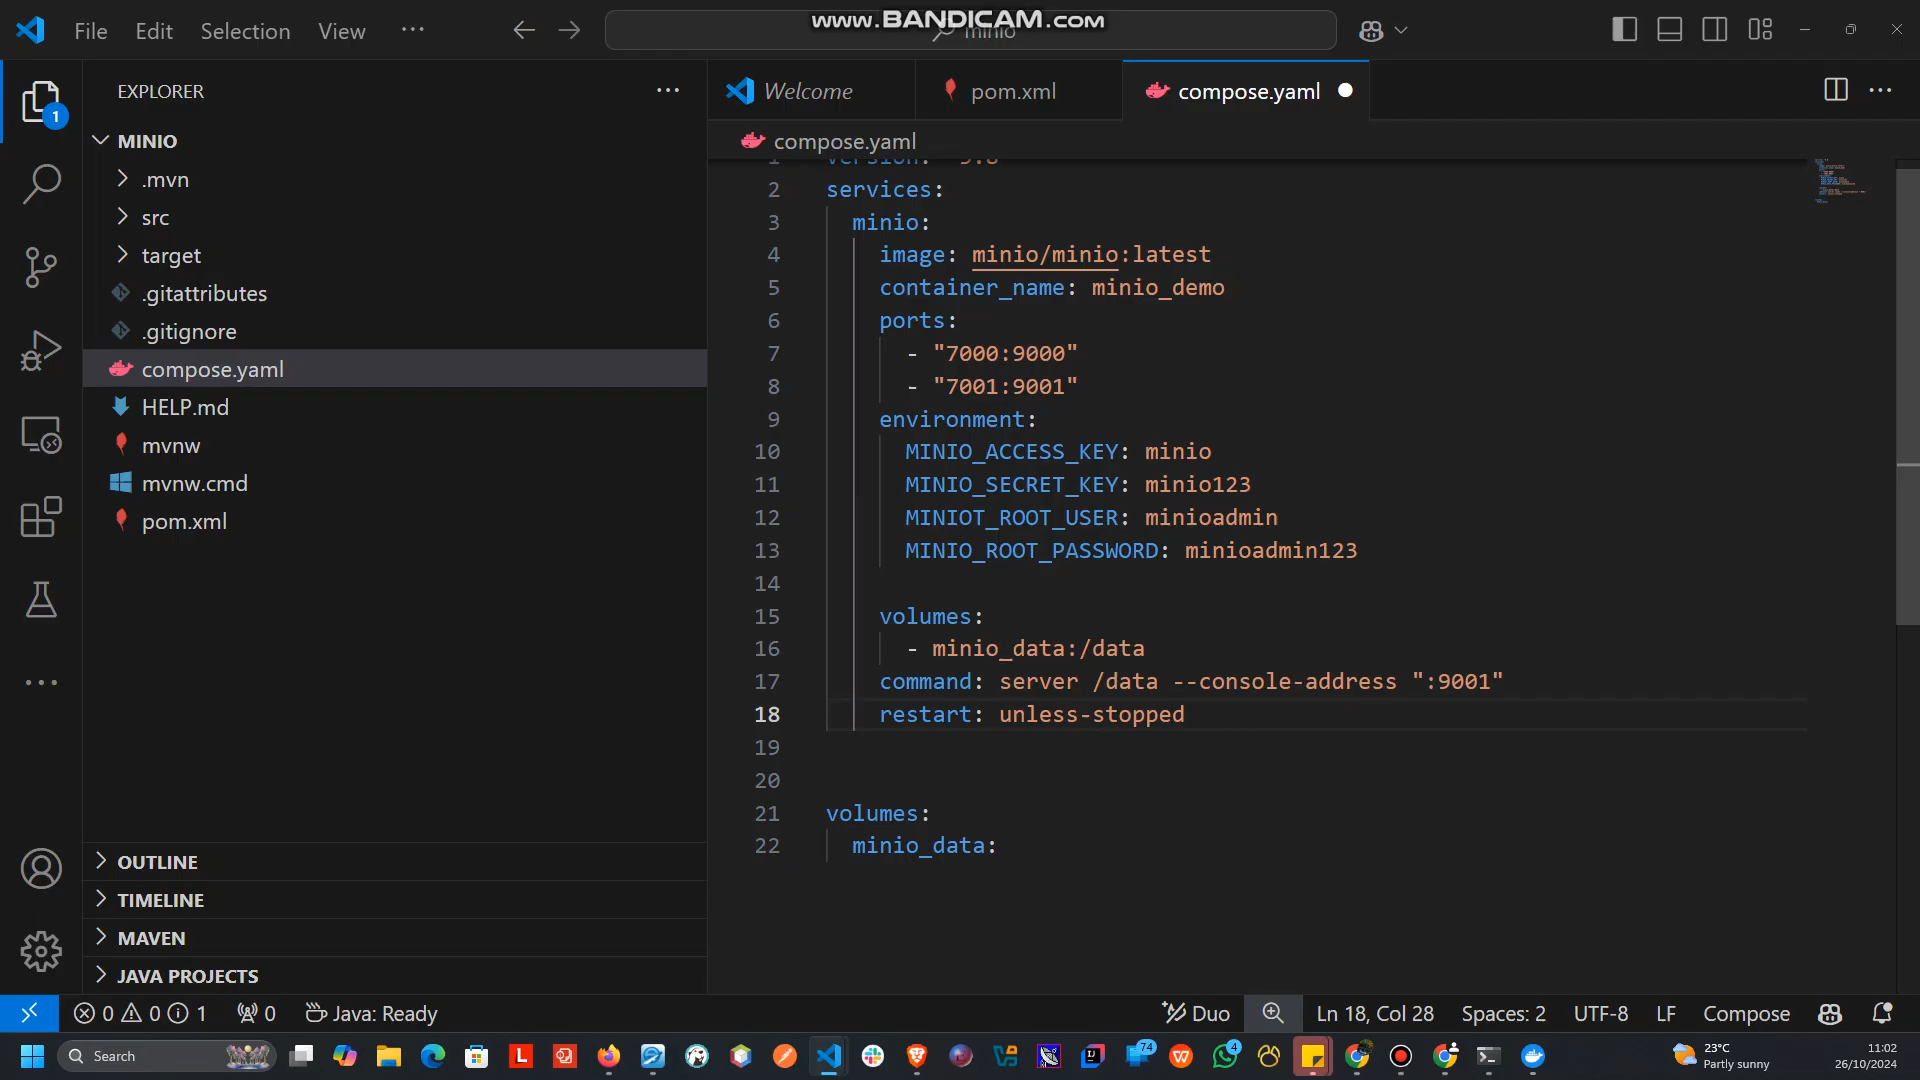 www.BANDICAM.com
File Edit Selection View ...
minio
EXPLORER
MINIO
.mvn
src
target
.gitattributes
.gitignore
compose.yaml
HELP.md
mvnw
mvnw.cmd
pom.xml
OUTLINE
TIMELINE
MAVEN
JAVA PROJECTS
1
Welcome
pom.xml
compose.yaml
compose.yaml
2 services:
3 minio:
4 image: minio/minio:latest
5 container_name: minio_demo
6 ports:
7 - "7000:9000"
8 - "7001:9001"
9 environment:
10 MINIO_ACCESS_KEY: minio
11 MINIO_SECRET_KEY: minio123
12 MINIOT_ROOT_USER: minioadmin
13 MINIO_ROOT_PASSWORD: minioadmin123
14
15 volumes:
16 - minio_data:/data
17 command: server /data --console-address ":9001"
18 restart: unless-stopped
19
20
21 volumes:
22 minio_data:
0 0 1 0 Java: Ready
Duo Ln 18, Col 28 Spaces: 2 UTF-8 LF Compose
Search
74
4
23°C
Partly sunny
11:02
26/10/2024